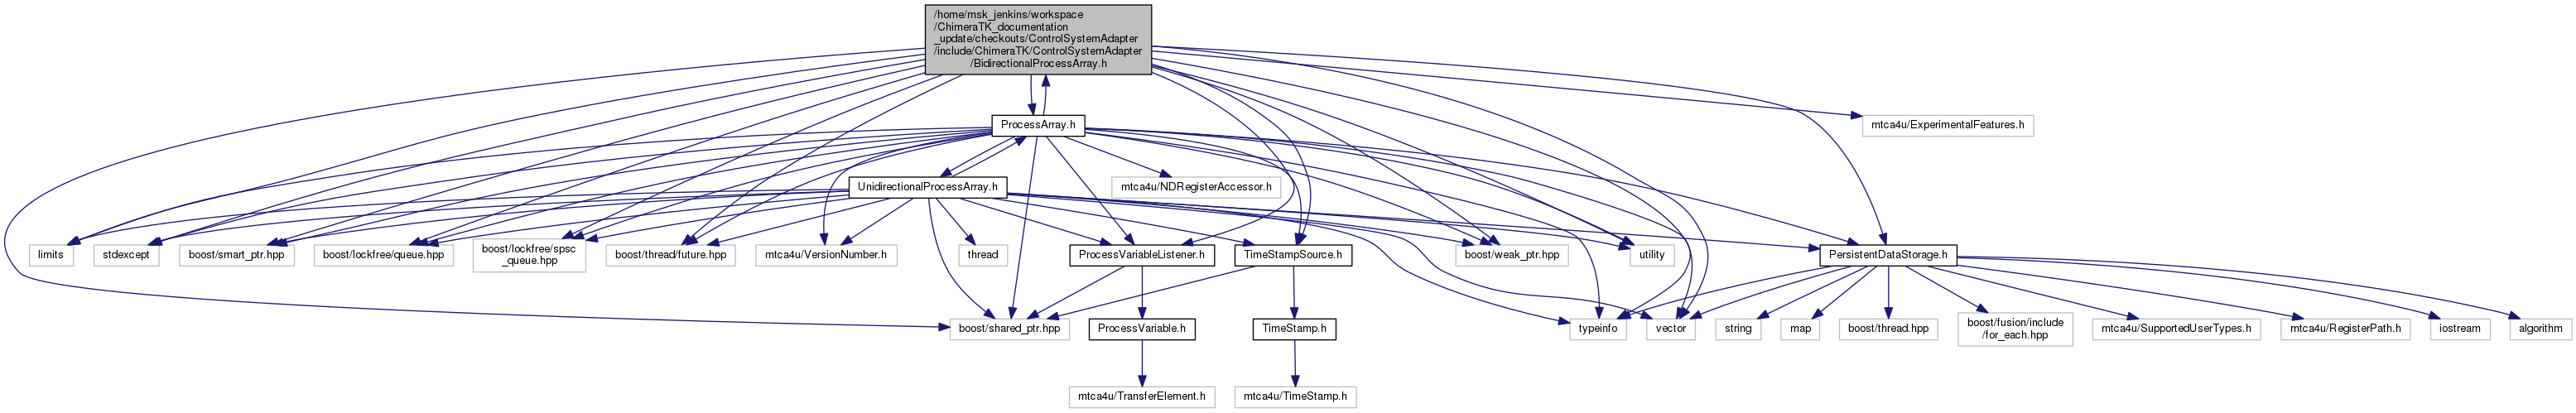 /home/msk_jenkins/workspace
/ChimeraTK_documentation
_update/checkouts/ControlSystemAdapter
/include/ChimeraTK/ControlSystemAdapter
/BidirectionalProcessArray.h
ProcessArray.h
mtca4u/ExperimentalFeatures.h
UnidirectionalProcessArray.h
mtca4u/NDRegisterAccessor.h
limits
stdexcept
boost/smart_ptr.hpp
boost/lockfree/queue.hpp
boost/lockfree/spsc
_queue.hpp
boost/thread/future.hpp
mtca4u/VersionNumber.h
thread
ProcessVariableListener.h
TimeStampSource.h
boost/weak_ptr.hpp
utility
PersistentDataStorage.h
boost/shared_ptr.hpp
ProcessVariable.h
TimeStamp.h
typeinfo
vector
string
map
boost/thread.hpp
boost/fusion/include
/for_each.hpp
mtca4u/SupportedUserTypes.h
mtca4u/RegisterPath.h
iostream
algorithm
mtca4u/TransferElement.h
mtca4u/TimeStamp.h